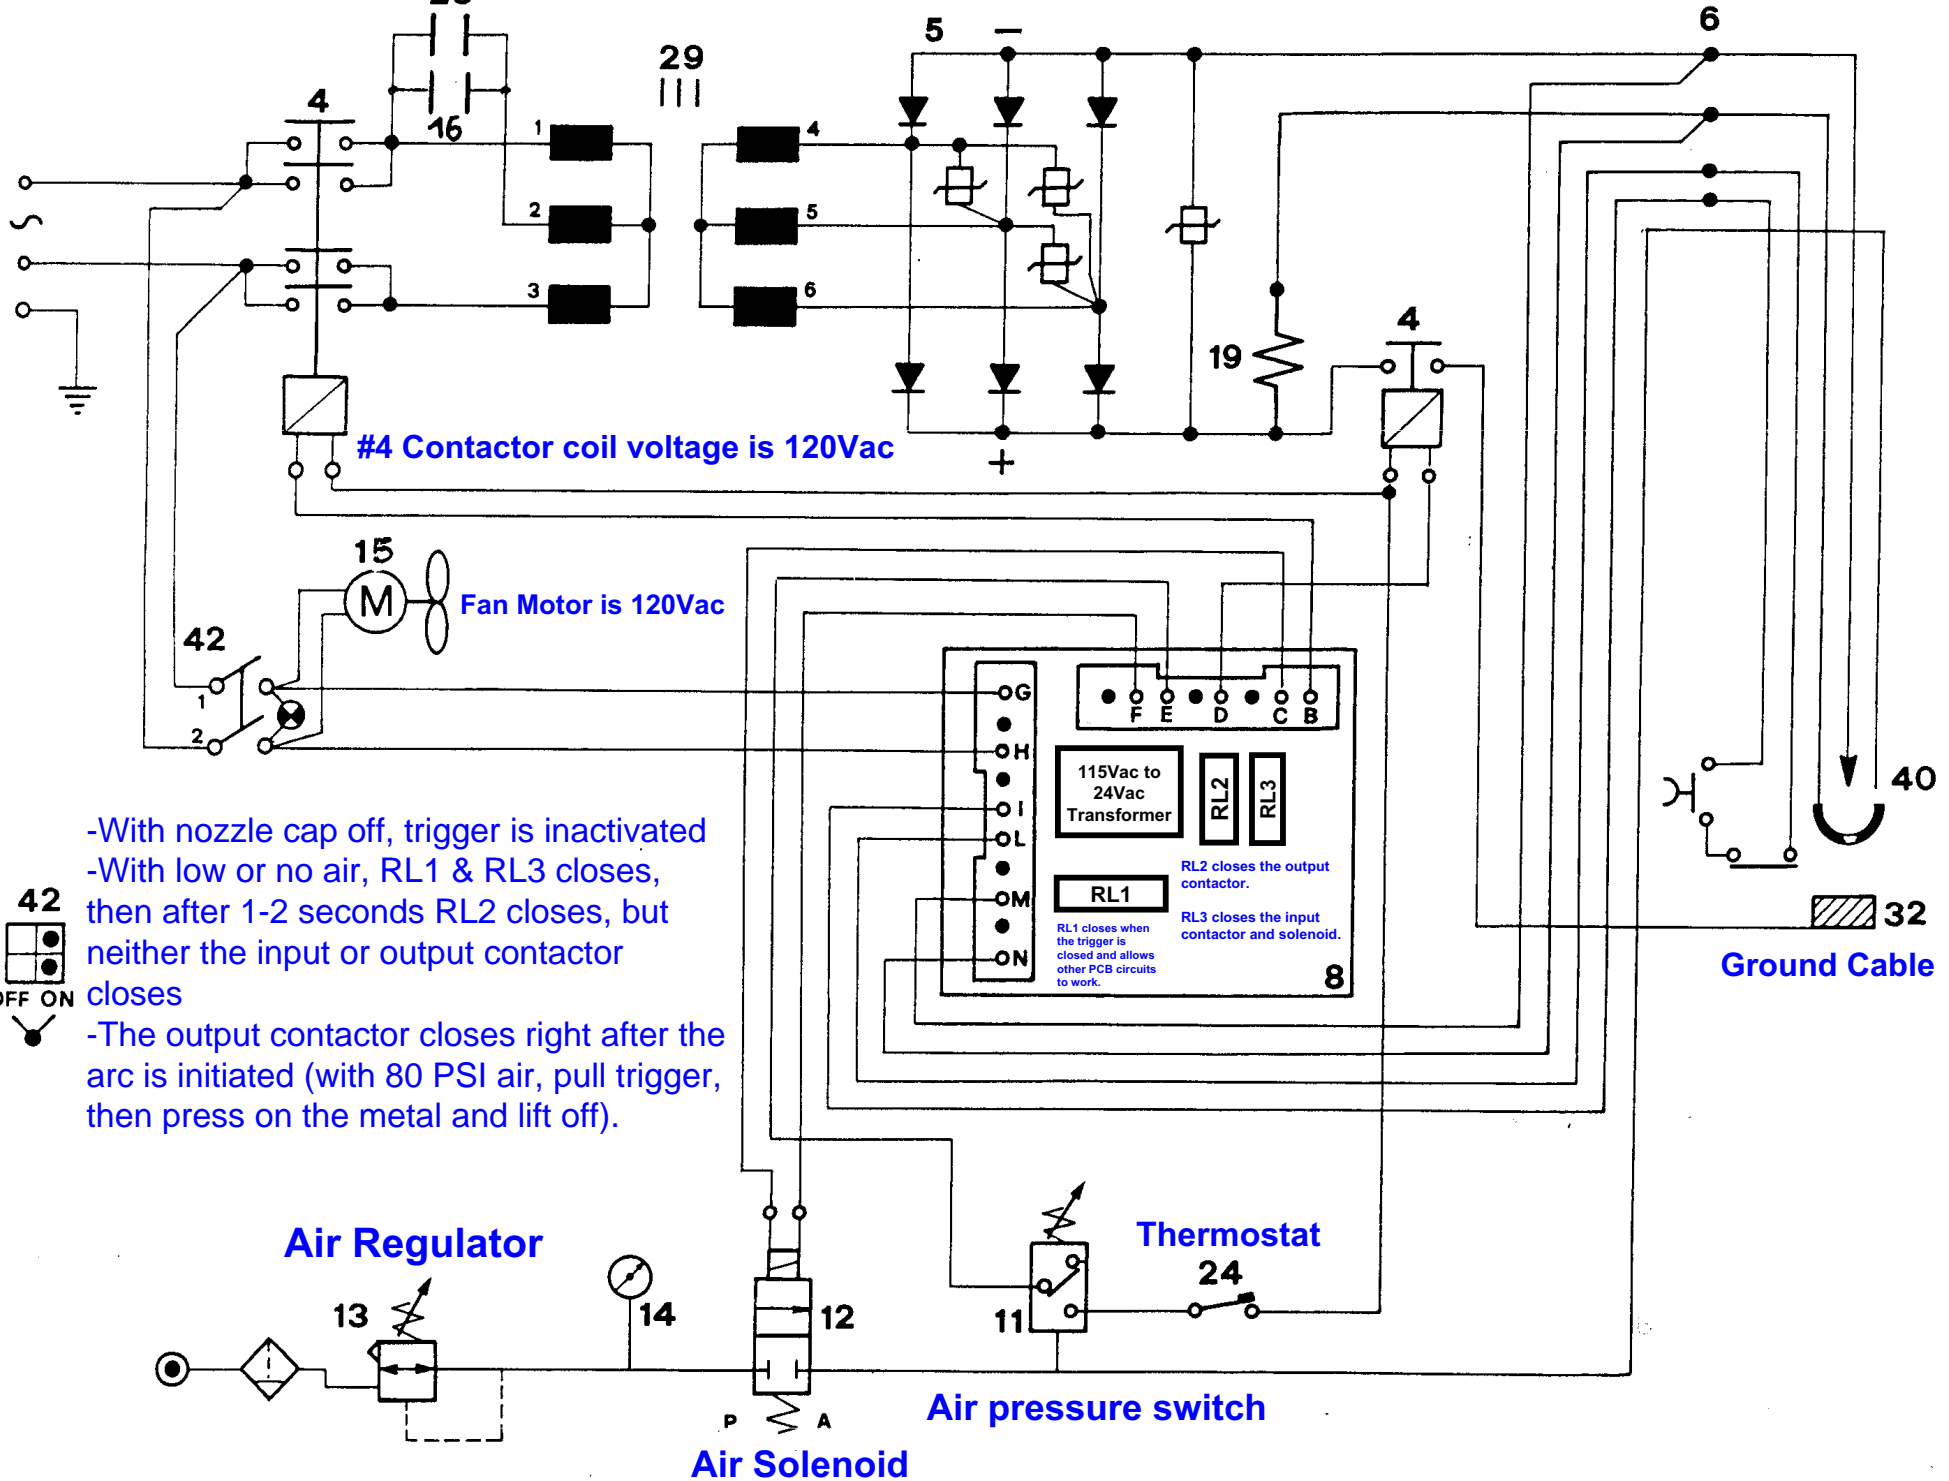 5
6
29
4
16
1
4
2
5
3
6
19
4
#4 Contactor coil voltage is 120Vac
15
M
Fan Motor is 120Vac
42
1
2
G
H
I
L
M
N
F E D C B
115Vac to
24Vac
Transformer
RL2
RL3
RL2 closes the output
contactor.
RL1
RL3 closes the input
contactor and solenoid.
RL1 closes when
the trigger is
closed and allows
other PCB circuits
to work.
8
40
32
Ground Cable
-With nozzle cap off, trigger is inactivated
-With low or no air, RL1 & RL3 closes,
then after 1-2 seconds RL2 closes, but
neither the input or output contactor
closes
-The output contactor closes right after the
arc is initiated (with 80 PSI air, pull trigger,
then press on the metal and lift off).
42
OFF ON
Air Regulator
13
14
12
11
Thermostat
24
P A
Air pressure switch
Air Solenoid